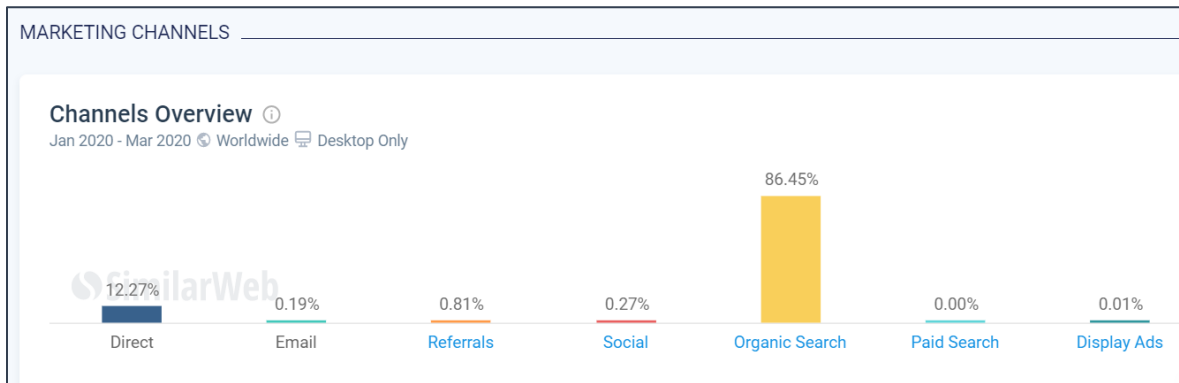 MARKETING CHANNELS
Channels Overview
Jan 2020 - Mar 2020 Worldwide Desktop Only
86.45%
SimilarWeb
12.27% 0.19% 0.81% 0.27% 0.00% 0.01%
Direct Email Referrals Social Organic Search Paid Search Display Ads